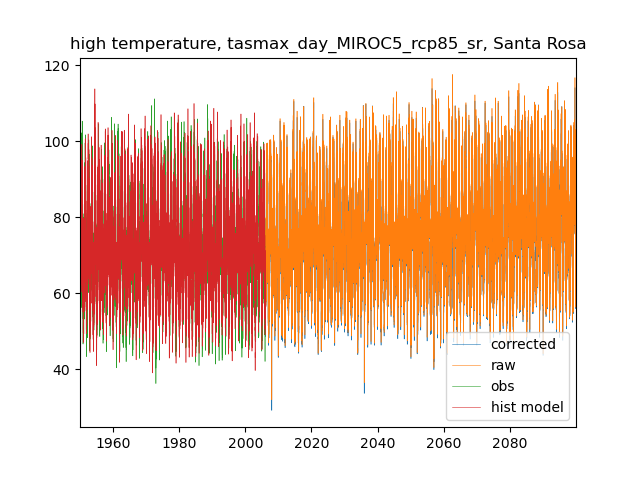 high temperature, tasmax_day_MIROC5_rcp85_sr, Santa Rosa
120
100
80
60
40
corrected
raw
obs
hist model
1960 1980 2000 2020 2040 2060 2080